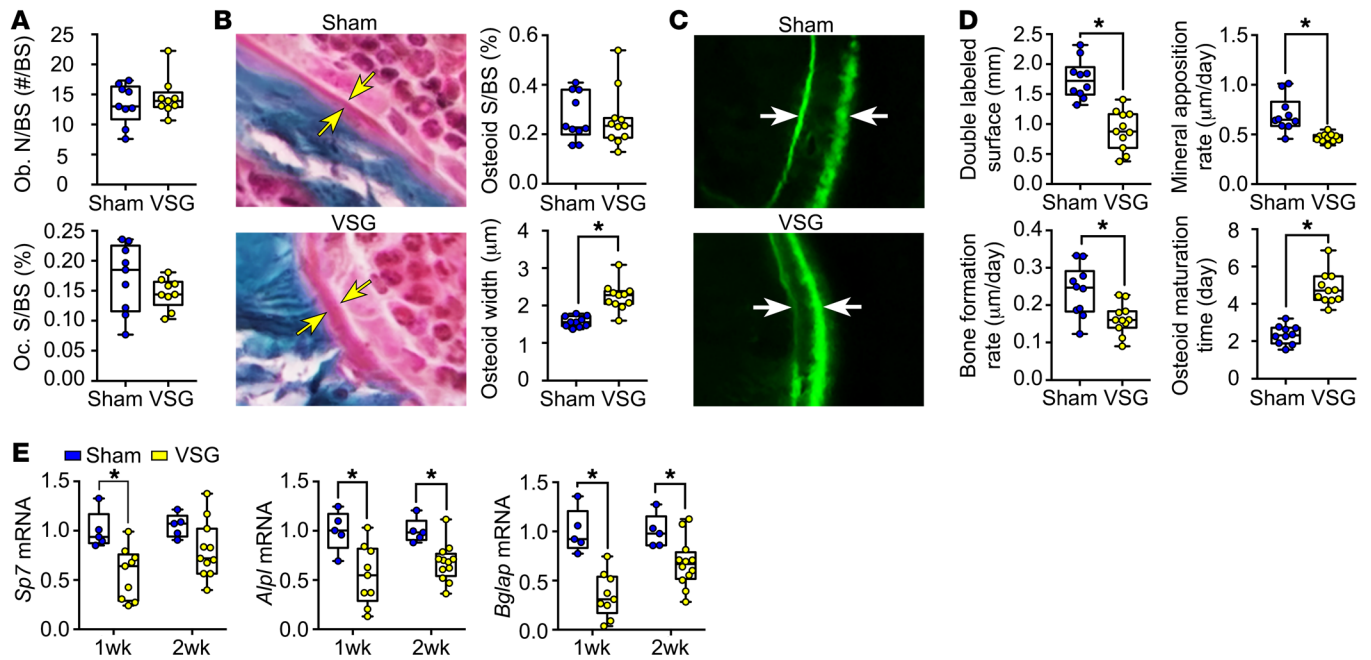 A
Ob. N/BS (#/BS)
25
20
15
10
5
0
Sham VSG
Oc. S/BS (%)
0.25
0.20
0.15
0.10
0.05
0.00
Sham VSG
B
Sham
VSG
Osteoid S/BS (%)
0.6
0.4
0.2
0.0
Sham VSG
Osteoid width (μm)
4
3
2
1
0
*
Sham VSG
C
Sham
VSG
D
Double labeled
surface (mm)
2.5
2.0
1.5
1.0
0.5
0.0
*
Sham VSG
Mineral apposition
rate (μm/day)
1.5
1.0
0.5
0.0
*
Sham VSG
Bone formation
rate (μm/day)
0.4
0.3
0.2
0.1
0.0
*
Sham VSG
Osteoid maturation
time (day)
8
6
4
2
0
*
Sham VSG
E
Sham VSG
Sp7 mRNA
1.5
1.0
0.5
0.0
*
1wk 2wk
Alpl mRNA
1.5
1.0
0.5
0.0
* *
1wk 2wk
Bglap mRNA
1.5
1.0
0.5
0.0
* *
1wk 2wk